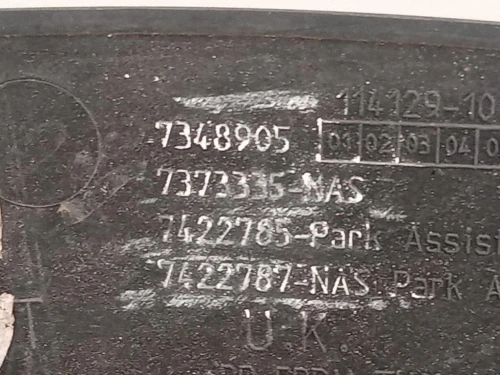 114129-10
7348905 01 02 03 04
7373335-NAS
7422785-Park Assist
7422787-NAS Park A
U.K.